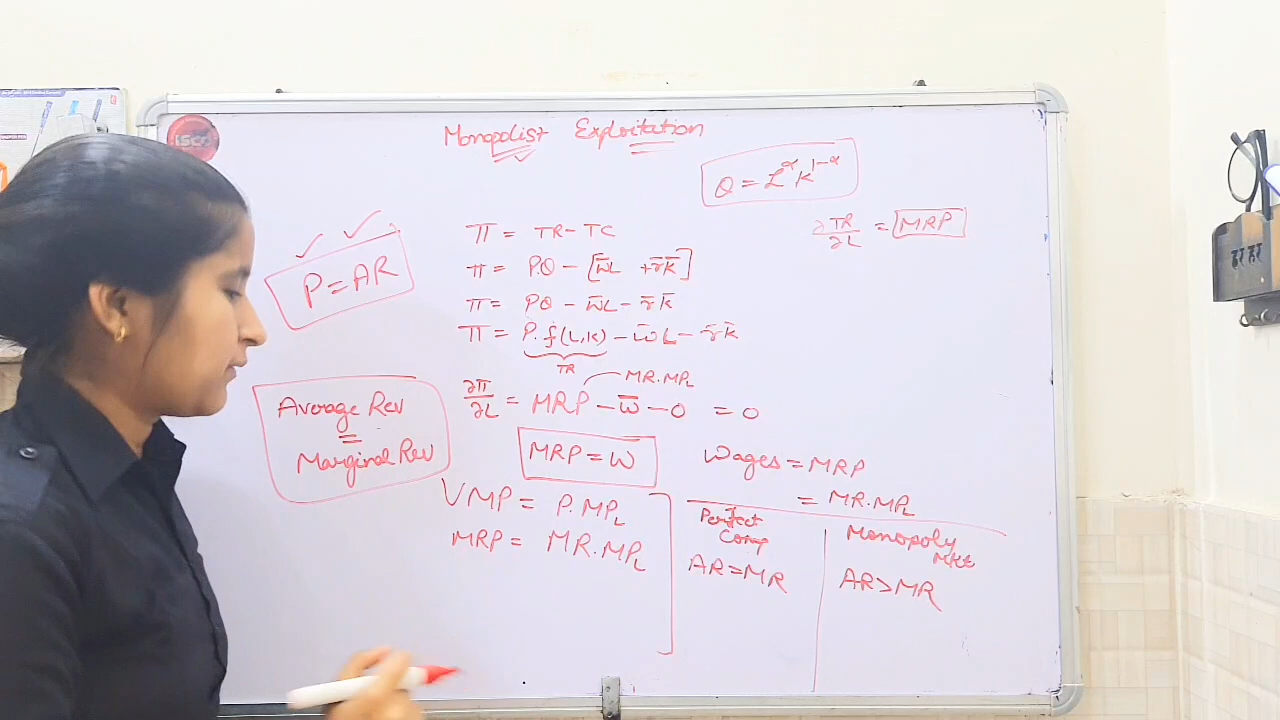 Monopolist Exploitation
Q = L^α K^(1-α)
∂TR/∂L = MRP
P = AR
π = TR - TC
π = P.Q - [w̄L + r̄K̄]
π = PQ - w̄L - r̄K̄
π = P.f(L,K) - w̄L - r̄K̄
TR
MR.MPL
∂π/∂L = MRP - w̄ - 0 = 0
MRP = w̄
Average Rev
=
Marginal Rev
Wages = MRP
= MR.MPL
VMP = P.MPL
MRP = MR.MPL
Perfect
Comp
AR = MR
Monopoly
Mkt
AR > MR